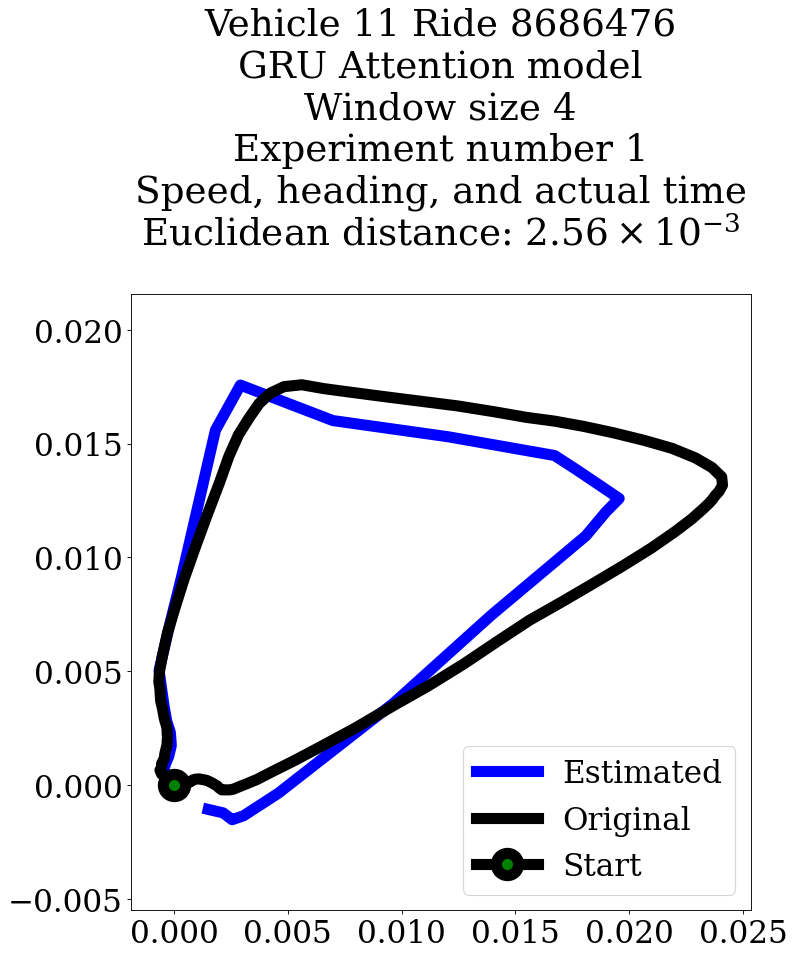 Vehicle 11 Ride 8686476
GRU Attention model
Window size 4
Experiment number 1
Speed, heading, and actual time
Euclidean distance: 2.56 × 10⁻³
0.020
0.015
0.010
0.005
0.000
−0.005
0.000 0.005 0.010 0.015 0.020 0.025
Estimated
Original
Start